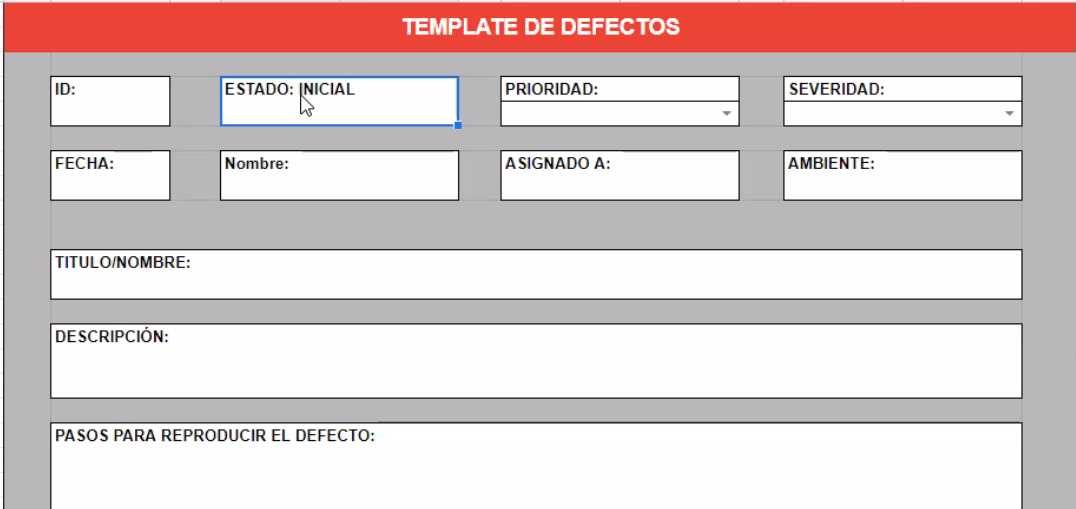 TEMPLATE DE DEFECTOS
ID:
ESTADO: INICIAL
PRIORIDAD:
SEVERIDAD:
FECHA:
Nombre:
ASIGNADO A:
AMBIENTE:
TITULO/NOMBRE:
DESCRIPCIÓN:
PASOS PARA REPRODUCIR EL DEFECTO: